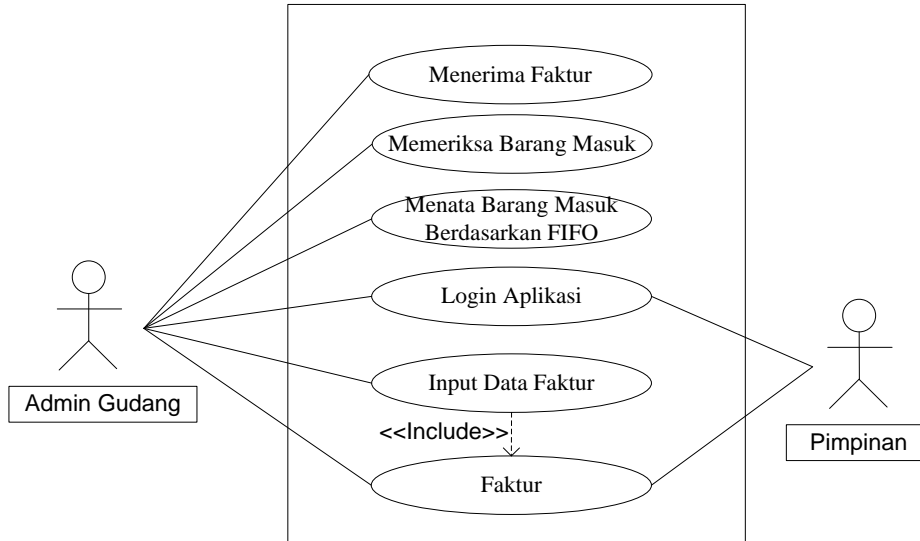 Menerima Faktur
Memeriksa Barang Masuk
Menata Barang Masuk
Berdasarkan FIFO
Login Aplikasi
Admin Gudang
Input Data Faktur
<<Include>>
Pimpinan
Faktur